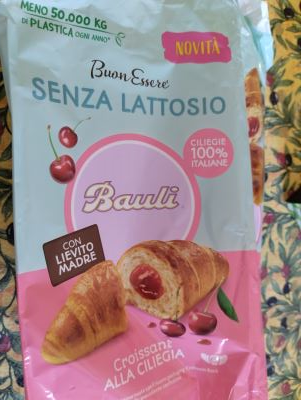 MENO 50.000 KG
DI PLASTICA OGNI ANNO*
NOVITÀ
BuonEssere
SENZA LATTOSIO
CILIEGIE
100%
ITALIANE
Bauli
CON
LIEVITO
MADRE
Croissant
ALLA CILIEGIA